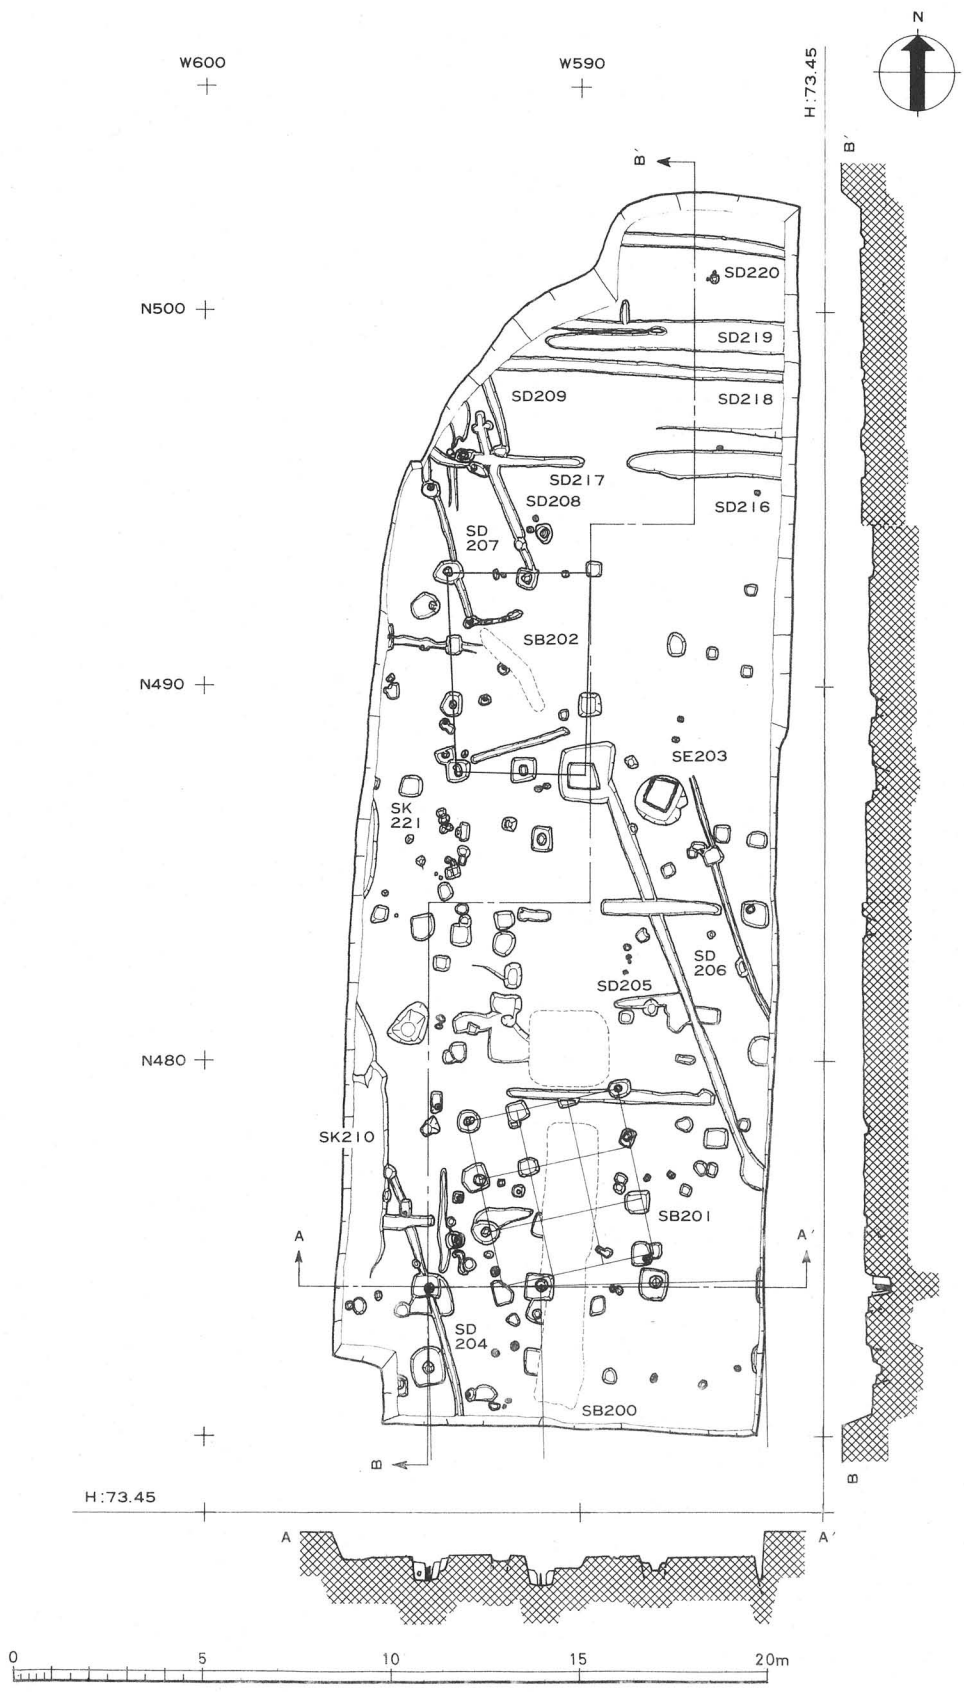 N
W600
W590
H:73.45
B'
B'
SD220
N500
SD219
SD209
SD218
SD217
SD208
SD216
SD
207
SB202
N490
SE203
SK
221
SD
206
SD205
N480
SK210
SB201
A
A'
SD
204
SB200
B
B
H:73.45
A
A'
0
5
10
15
20m